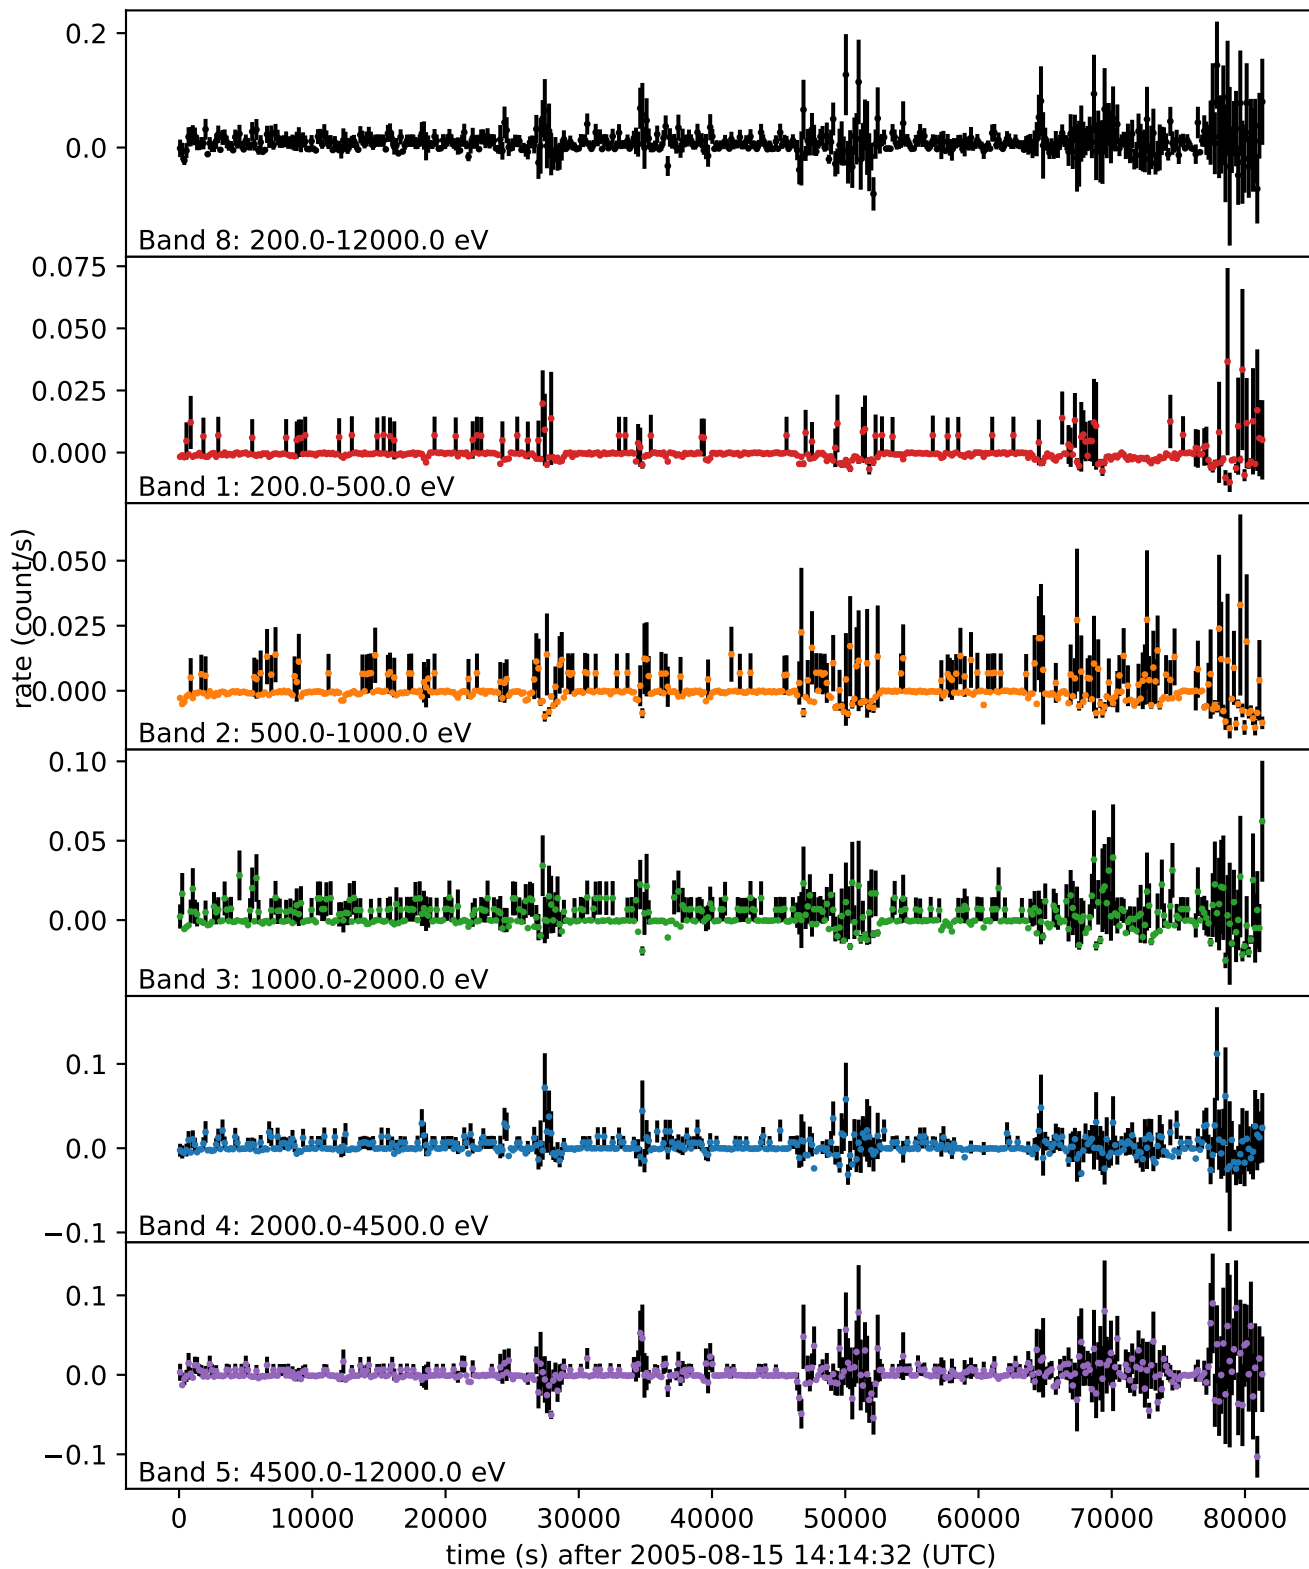 0.2
0.0
Band 8: 200.0-12000.0 eV
0.075
0.050
0.025
0.000
Band 1: 200.0-500.0 eV
rate (count/s)
0.050
0.025
0.000
Band 2: 500.0-1000.0 eV
0.10
0.05
0.00
Band 3: 1000.0-2000.0 eV
0.1
0.0
−0.1
Band 4: 2000.0-4500.0 eV
0.1
0.0
−0.1
Band 5: 4500.0-12000.0 eV
0 10000 20000 30000 40000 50000 60000 70000 80000
time (s) after 2005-08-15 14:14:32 (UTC)